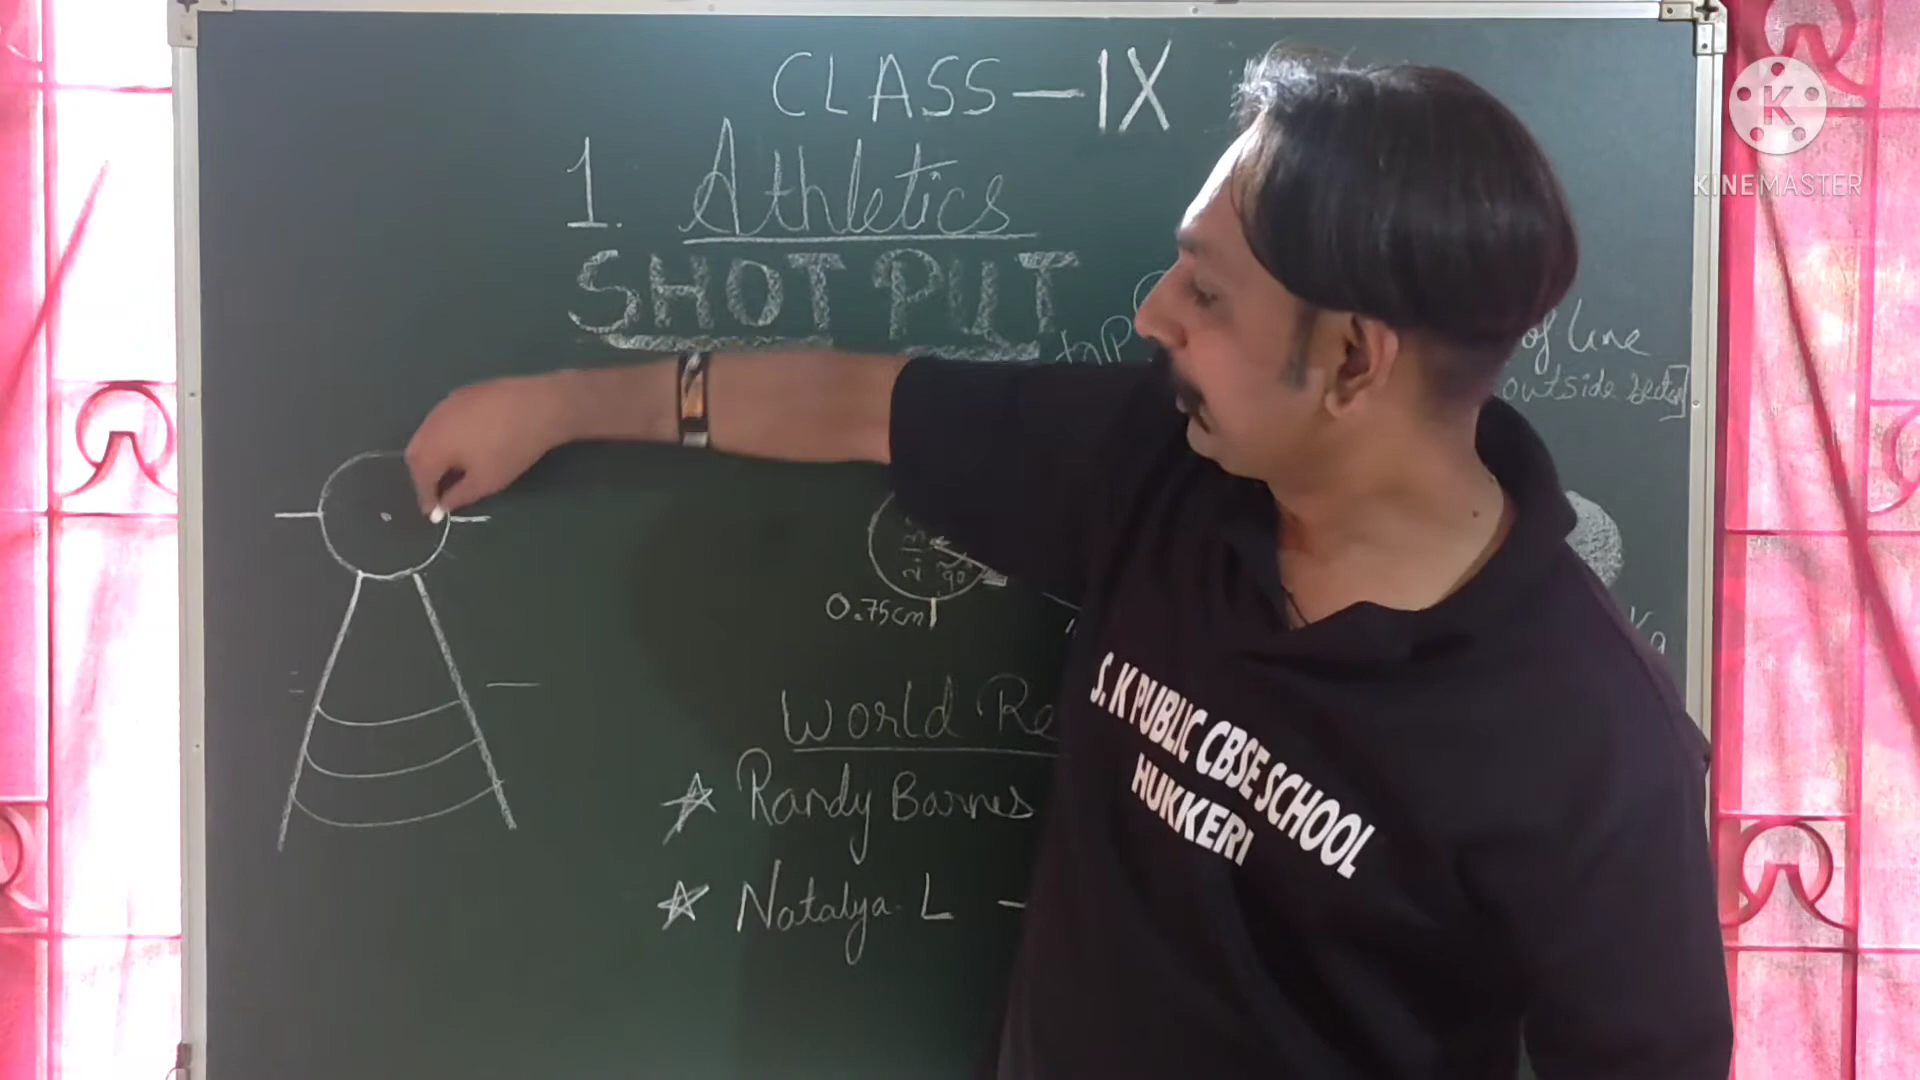 CLASS - IX
1. Athletics
SHOT PUT
of line
outside
0.75cm
90°
World Re
Randy Barnes
Natalya. L -
S. K PUBLIC CBSE SCHOOL
HUKKERI
K
KINEMASTER